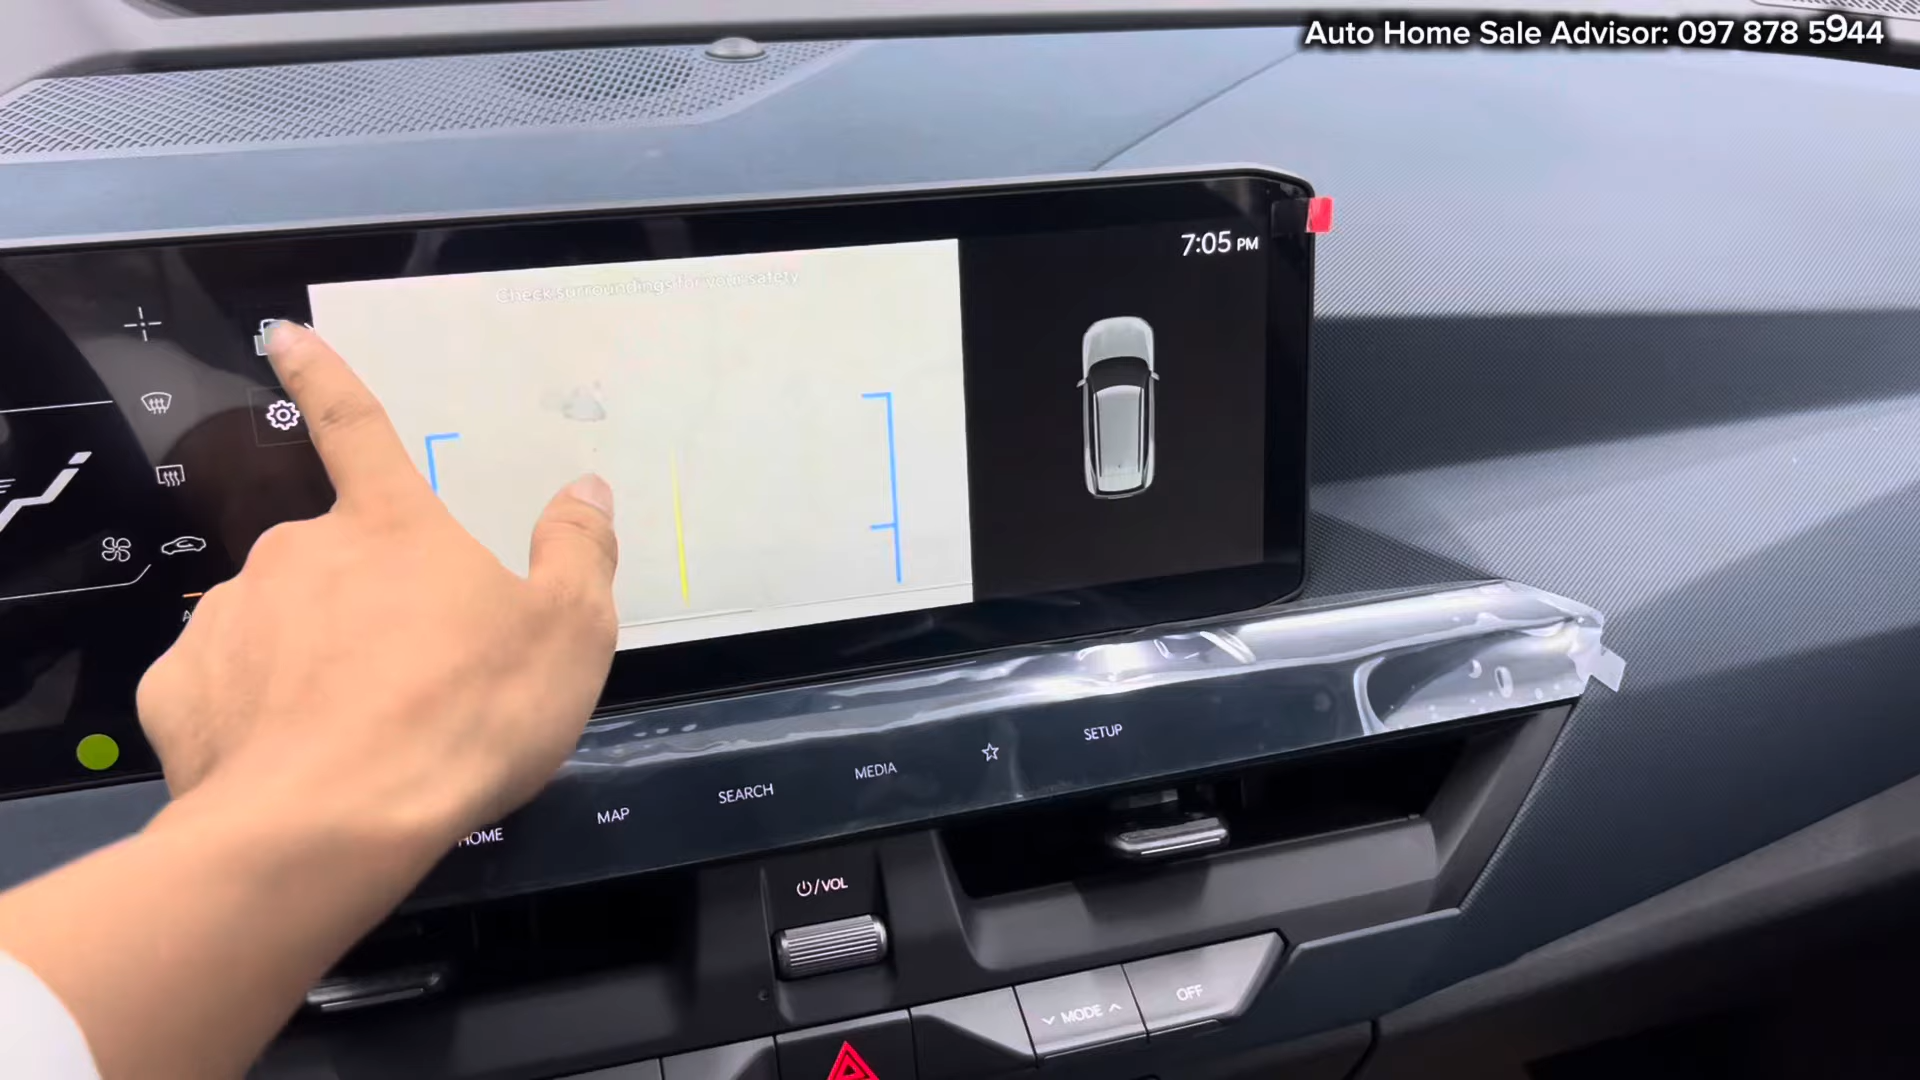 Auto Home Sale Advisor: 097 878 5944
7:05 PM
Check surroundings for your safety
HOME
MAP
SEARCH
MEDIA
SETUP
/VOL
MODE
OFF